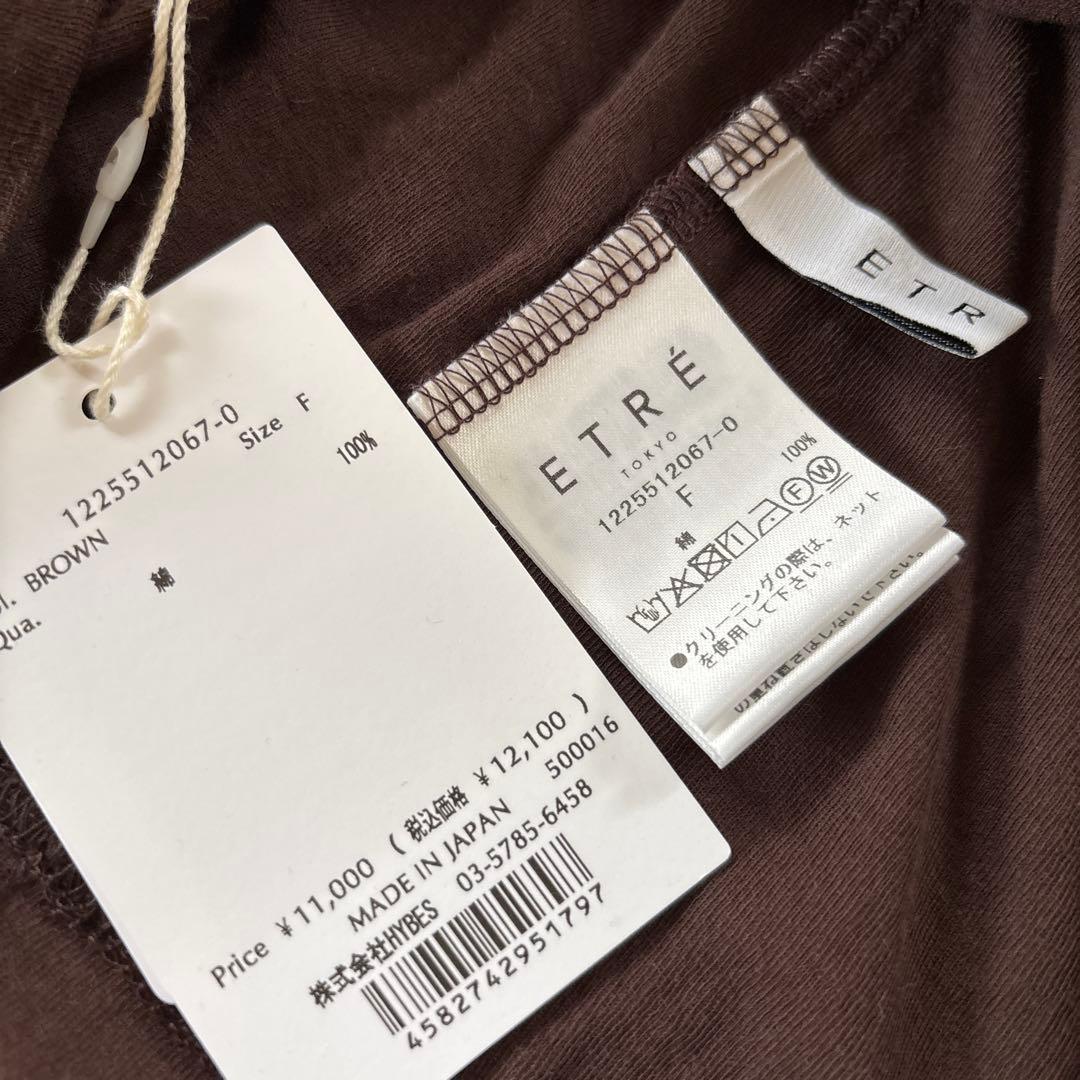 1225512067-0
Size F
BROWN
Qua.
綿 100%
Price ¥11,000 ( 税込価格 ¥12,100 )
MADE IN JAPAN 500016
株式会社HYBES 03-5785-6458
4582742951797
ETRÉ
TOKYO
1225512067-0
F
綿 100%
●クリーニングの際は、ネット
を使用して下さい。
ETR